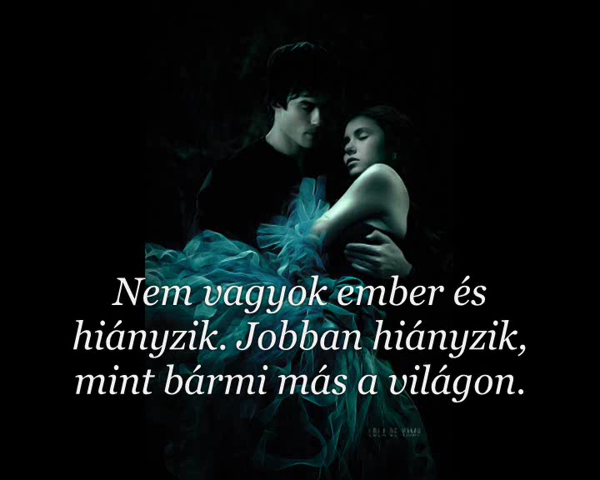 Nem vagyok ember és
hiányzik. Jobban hiányzik,
mint bármi más a világon.